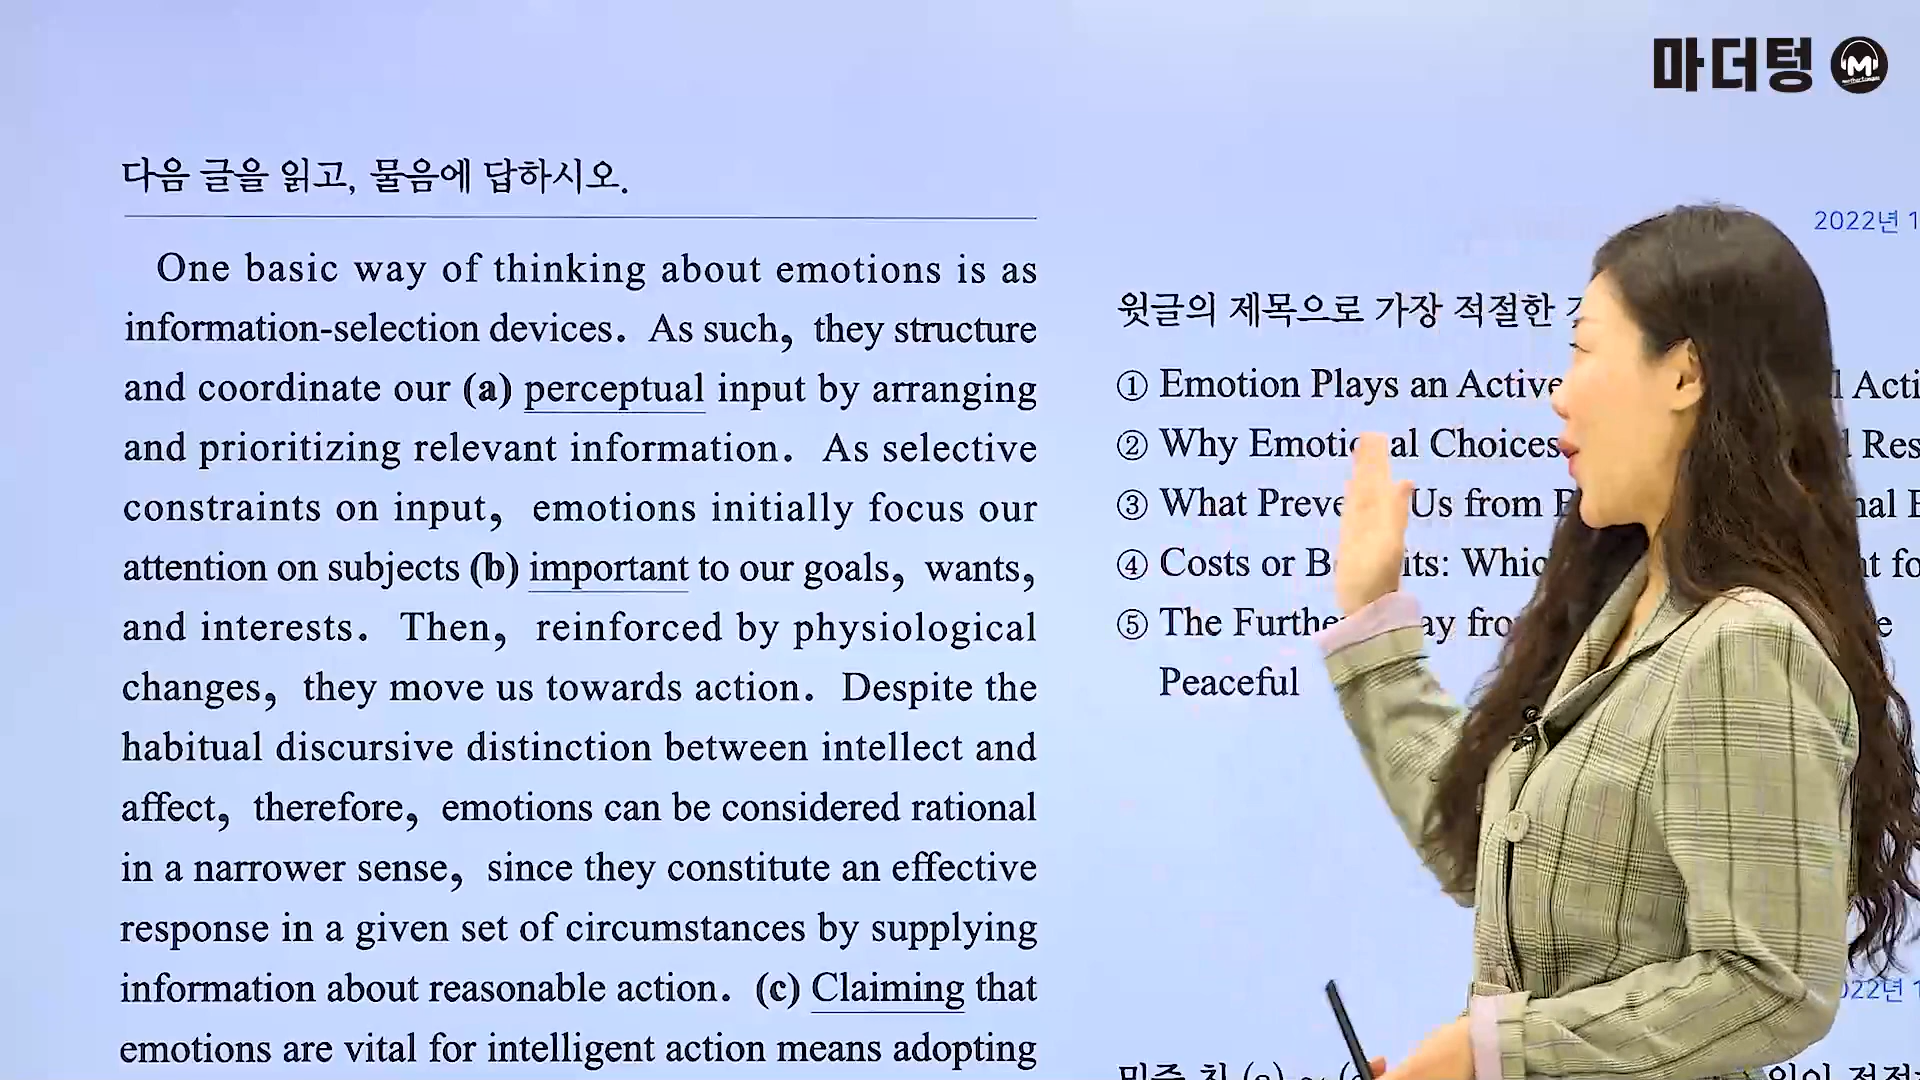 마더텅
다음 글을 읽고, 물음에 답하시오.
One basic way of thinking about emotions is as
information-selection devices. As such, they structure
and coordinate our (a) perceptual input by arranging
and prioritizing relevant information. As selective
constraints on input, emotions initially focus our
attention on subjects (b) important to our goals, wants,
and interests. Then, reinforced by physiological
changes, they move us towards action. Despite the
habitual discursive distinction between intellect and
affect, therefore, emotions can be considered rational
in a narrower sense, since they constitute an effective
response in a given set of circumstances by supplying
information about reasonable action. (c) Claiming that
emotions are vital for intelligent action means adopting
2022년
윗글의 제목으로 가장 적절한
① Emotion Plays an Active
② Why Choices
③ What Us from
④ Costs or
⑤ The
Peaceful